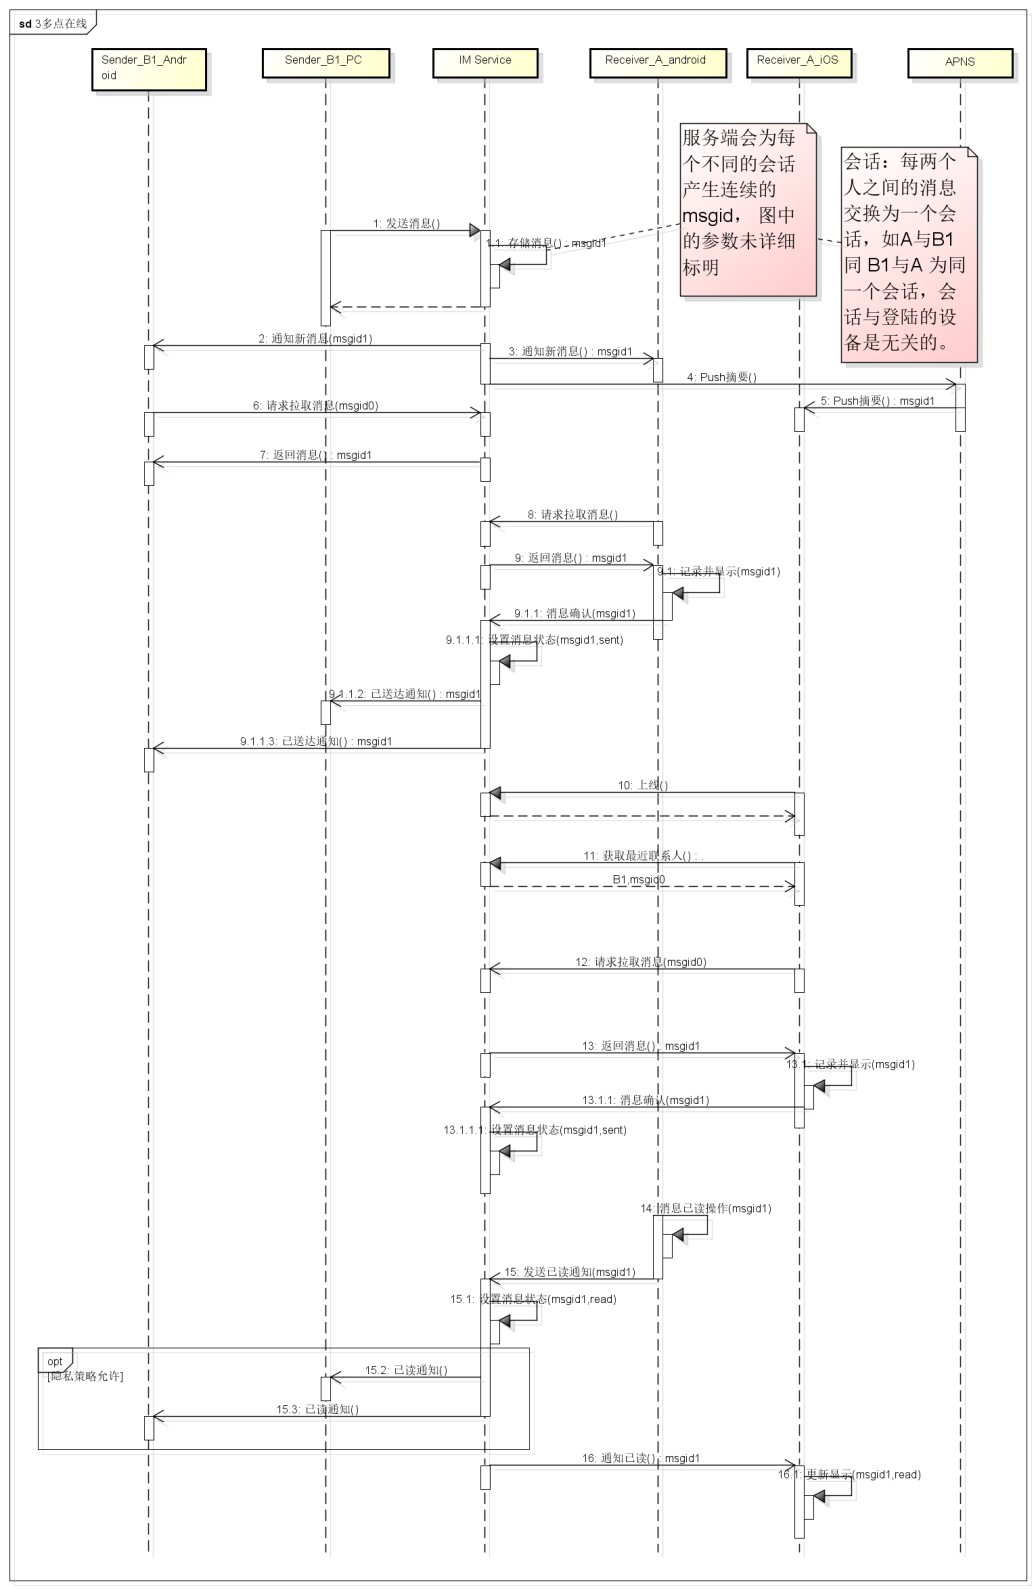 sd 3多点在线
Sender_B1_Andr
oid
Sender_B1_PC
IM Service
Receiver_A_android
Receiver_A_iOS
APNS
服务端会为每
个不同的会话
产生连续的
msgid， 图中
的参数未详细
标明
会话：每两个
人之间的消息
交换为一个会
话，如A与B1
同 B1与A 为同
一个会话，会
话与登陆的设
备是无关的。
1: 发送消息()
1.1: 存储消息() : msgid1
2: 通知新消息(msgid1)
3: 通知新消息() : msgid1
4: Push摘要()
5: Push摘要() : msgid1
6: 请求拉取消息(msgid0)
7: 返回消息() : msgid1
8: 请求拉取消息()
9: 返回消息() : msgid1
9.1: 记录并显示(msgid1)
9.1.1: 消息确认(msgid1)
9.1.1.1: 设置消息状态(msgid1,sent)
9.1.1.2: 已送达通知() : msgid1
9.1.1.3: 已送达通知() : msgid1
10: 上线()
11: 获取最近联系人() : .
B1,msgid0
12: 请求拉取消息(msgid0)
13: 返回消息() : msgid1
13.1: 记录并显示(msgid1)
13.1.1: 消息确认(msgid1)
13.1.1.1: 设置消息状态(msgid1,sent)
14: 消息已读操作(msgid1)
15: 发送已读通知(msgid1)
15.1: 设置消息状态(msgid1,read)
opt
[隐私策略允许]
15.2: 已读通知()
15.3: 已读通知()
16: 通知已读() : msgid1
16.1: 更新显示(msgid1,read)